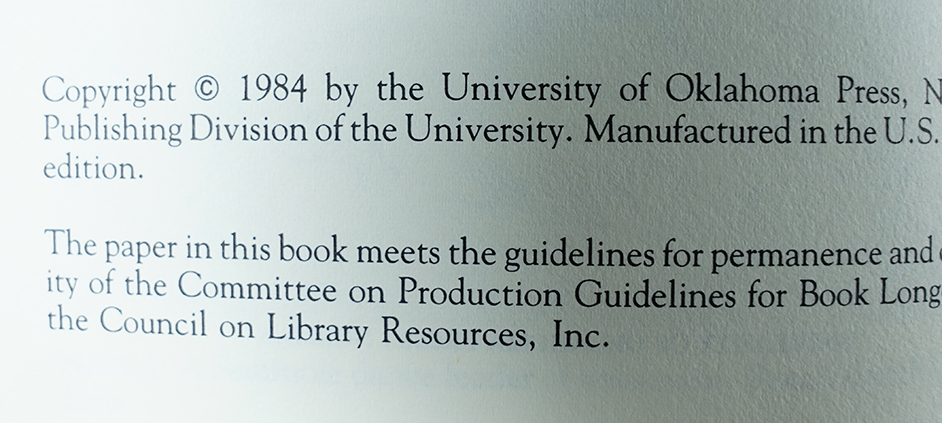 Copyright © 1984 by the University of Oklahoma Press, N
Publishing Division of the University. Manufactured in the U.S.
edition.
The paper in this book meets the guidelines for permanence and
ity of the Committee on Production Guidelines for Book Long
the Council on Library Resources, Inc.